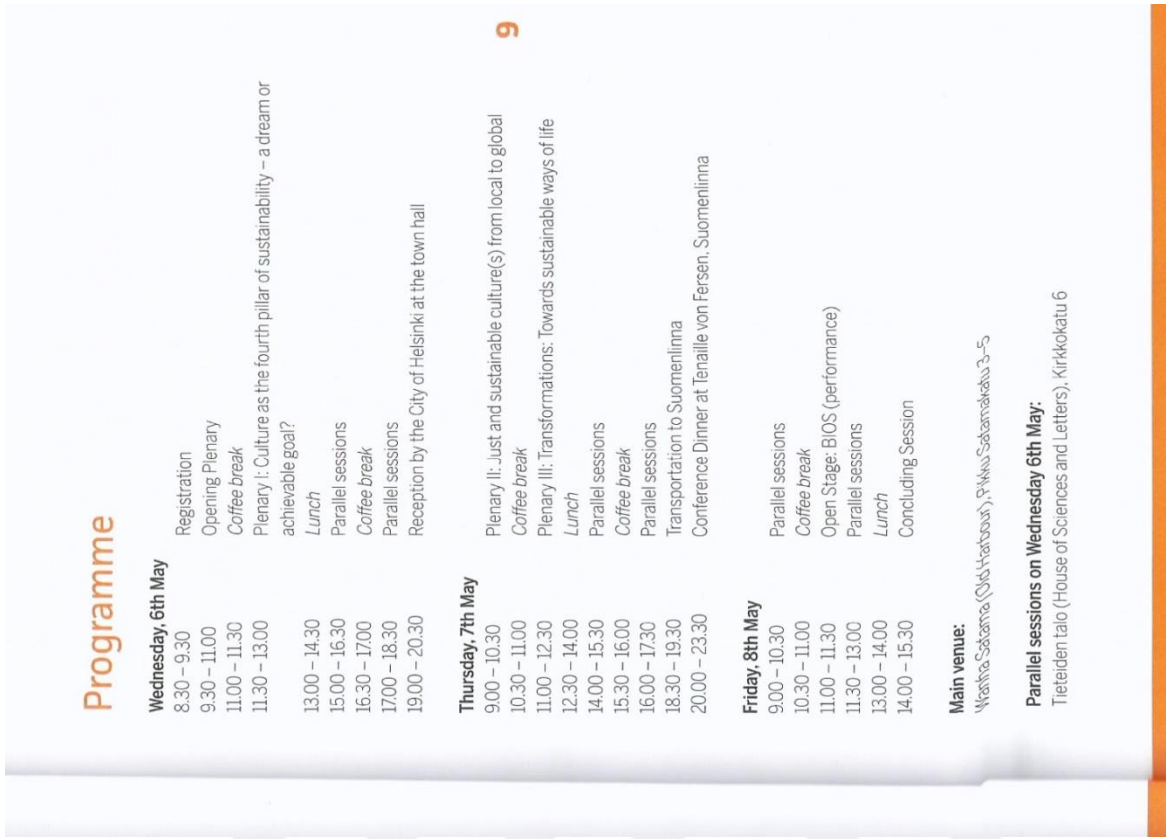 Programme
Wednesday, 6th May
8.30 – 9.30 Registration
9.30 – 11.00 Opening Plenary
11.00 – 11.30 Coffee break
11.30 – 13.00 Plenary I: Culture as the fourth pillar of sustainability – a dream or
achievable goal?
13.00 – 14.30 Lunch
15.00 – 16.30 Parallel sessions
16.30 – 17.00 Coffee break
17.00 – 18.30 Parallel sessions
19.00 – 20.30 Reception by the City of Helsinki at the town hall
Thursday, 7th May
9.00 – 10.30 Plenary II: Just and sustainable culture(s) from local to global
10.30 – 11.00 Coffee break
11.00 – 12.30 Plenary III: Transformations: Towards sustainable ways of life
12.30 – 14.00 Lunch
14.00 – 15.30 Parallel sessions
15.30 – 16.00 Coffee break
16.00 – 17.30 Parallel sessions
18.30 – 19.30 Transportation to Suomenlinna
20.00 – 23.30 Conference Dinner at Tenaille von Fersen, Suomenlinna
Friday, 8th May
9.00 – 10.30 Parallel sessions
10.30 – 11.00 Coffee break
11.00 – 11.30 Open Stage: BIOS (performance)
11.30 – 13.00 Parallel sessions
13.00 – 14.00 Lunch
14.00 – 15.30 Concluding Session
Main venue:
Wanha Satama (Old Harbour), Pikku Satamakatu 3-5
Parallel sessions on Wednesday 6th May:
Tieteiden talo (House of Sciences and Letters), Kirkkokatu 6
9